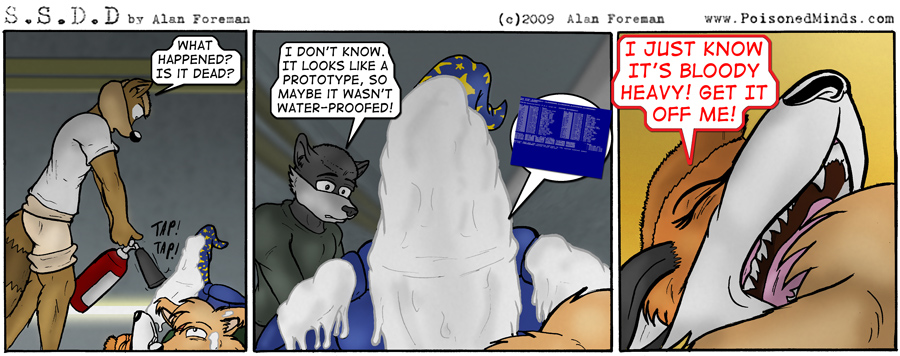 S.S.D.D by Alan Foreman (c)2009 Alan Foreman www.PoisonedMinds.com
WHAT
HAPPENED?
IS IT DEAD?
TAP!
TAP!
I DON'T KNOW.
IT LOOKS LIKE A
PROTOTYPE, SO
MAYBE IT WASN'T
WATER-PROOFED!
I JUST KNOW
IT'S BLOODY
HEAVY! GET IT
OFF ME!